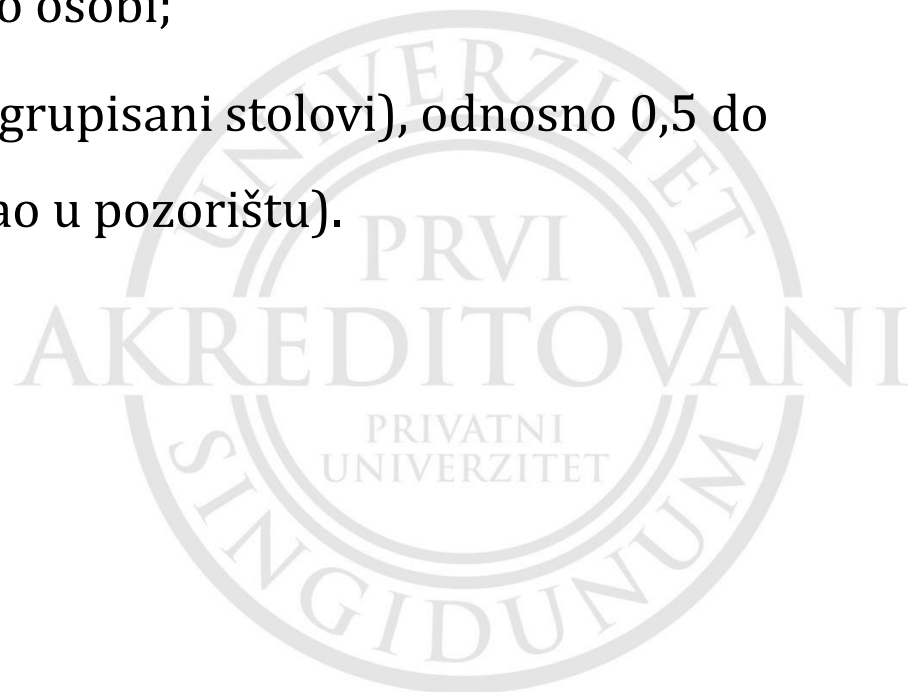 o osobi;
grupisani stolovi), odnosno 0,5 do
ao u pozorištu).
UNIVERZITET
PRVI
AKREDITOVANI
PRIVATNI
UNIVERZITET
SINGIDUNUM